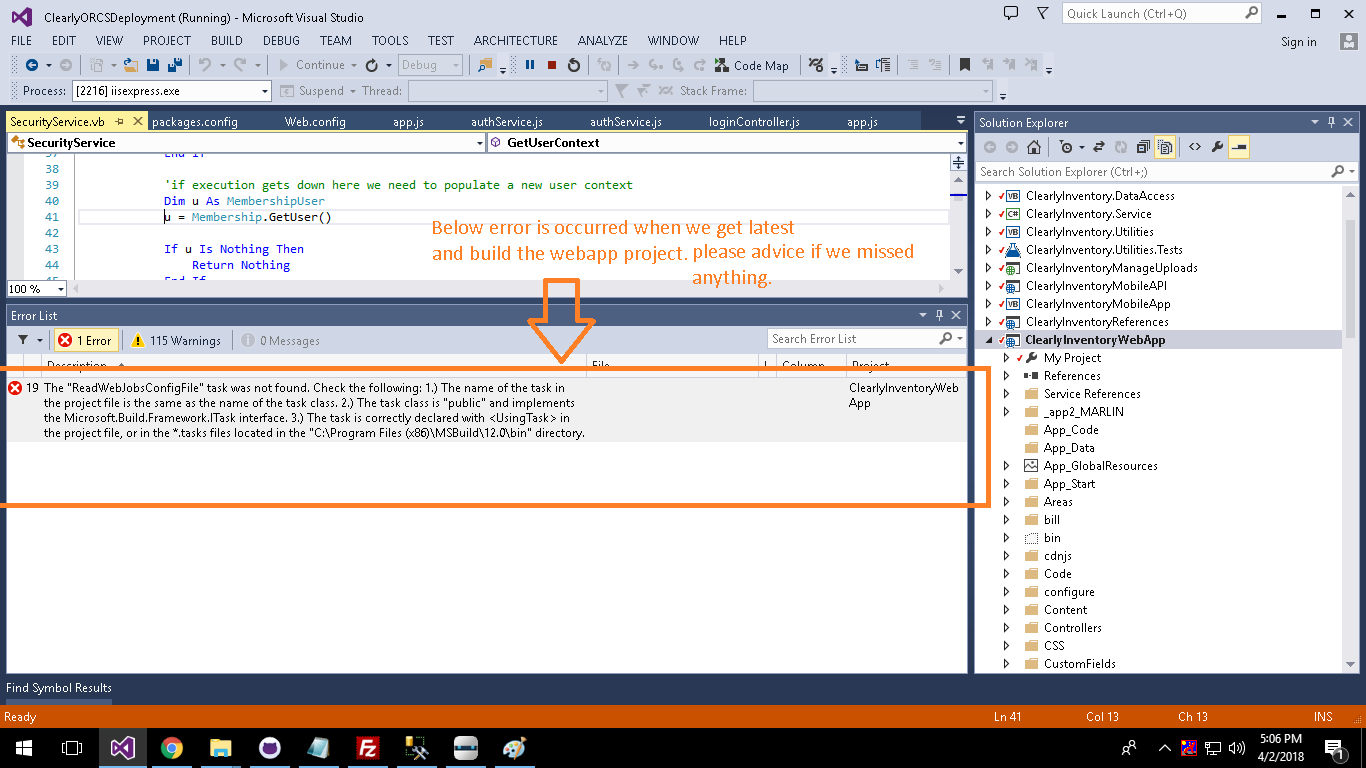 ClearlyORCSDeployment (Running) - Microsoft Visual Studio
Quick Launch (Ctrl+Q)
FILE EDIT VIEW PROJECT BUILD DEBUG TEAM TOOLS TEST ARCHITECTURE ANALYZE WINDOW HELP
Sign in
Continue Debug Code Map
Process: [2216] iisexpress.exe Suspend Thread: Stack Frame:
SecurityService.vb packages.config Web.config app.js authService.js authService.js loginController.js app.js
SecurityService GetUserContext
37 End If
38
39 'if execution gets down here we need to populate a new user context
40 Dim u As MembershipUser
41 u = Membership.GetUser()
42
43 If u Is Nothing Then
44 Return Nothing
45 End If
100 %
Below error is occurred when we get latest
and build the webapp project. please advice if we missed
anything.
Error List
1 Error 115 Warnings 0 Messages
Search Error List
Description File Column Project
19 The "ReadWebJobsConfigFile" task was not found. Check the following: 1.) The name of the task in
the project file is the same as the name of the task class. 2.) The task class is "public" and implements
the Microsoft.Build.Framework.ITask interface. 3.) The task is correctly declared with <UsingTask> in
the project file, or in the *.tasks files located in the "C:\Program Files (x86)\MSBuild\12.0\bin" directory.
ClearlyInventoryWeb
App
Find Symbol Results
Solution Explorer
Search Solution Explorer (Ctrl+;)
VB ClearlyInventory.DataAccess
C# ClearlyInventory.Service
VB ClearlyInventory.Utilities
ClearlyInventory.Utilities.Tests
ClearlyInventoryManageUploads
ClearlyInventoryMobileAPI
VB ClearlyInventoryMobileApp
ClearlyInventoryReferences
ClearlyInventoryWebApp
My Project
References
Service References
_app2_MARLIN
App_Code
App_Data
App_GlobalResources
App_Start
Areas
bill
bin
cdnjs
Code
configure
Content
Controllers
CSS
CustomFields
Ready Ln 41 Col 13 Ch 13 INS
5:06 PM
4/2/2018
1